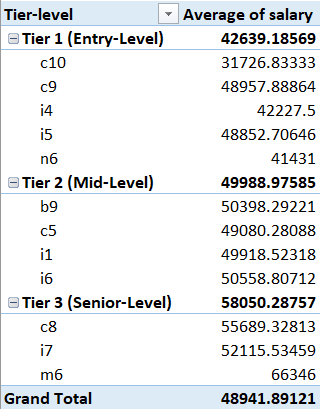 Tier-level Average of salary
Tier 1 (Entry-Level) 42639.18569
c10 31726.83333
c9 48957.88864
i4 42227.5
i5 48852.70646
n6 41431
Tier 2 (Mid-Level) 49988.97585
b9 50398.29221
c5 49080.28088
i1 49918.52318
i6 50558.80712
Tier 3 (Senior-Level) 58050.28757
c8 55689.32813
i7 52115.53459
m6 66346
Grand Total 48941.89121